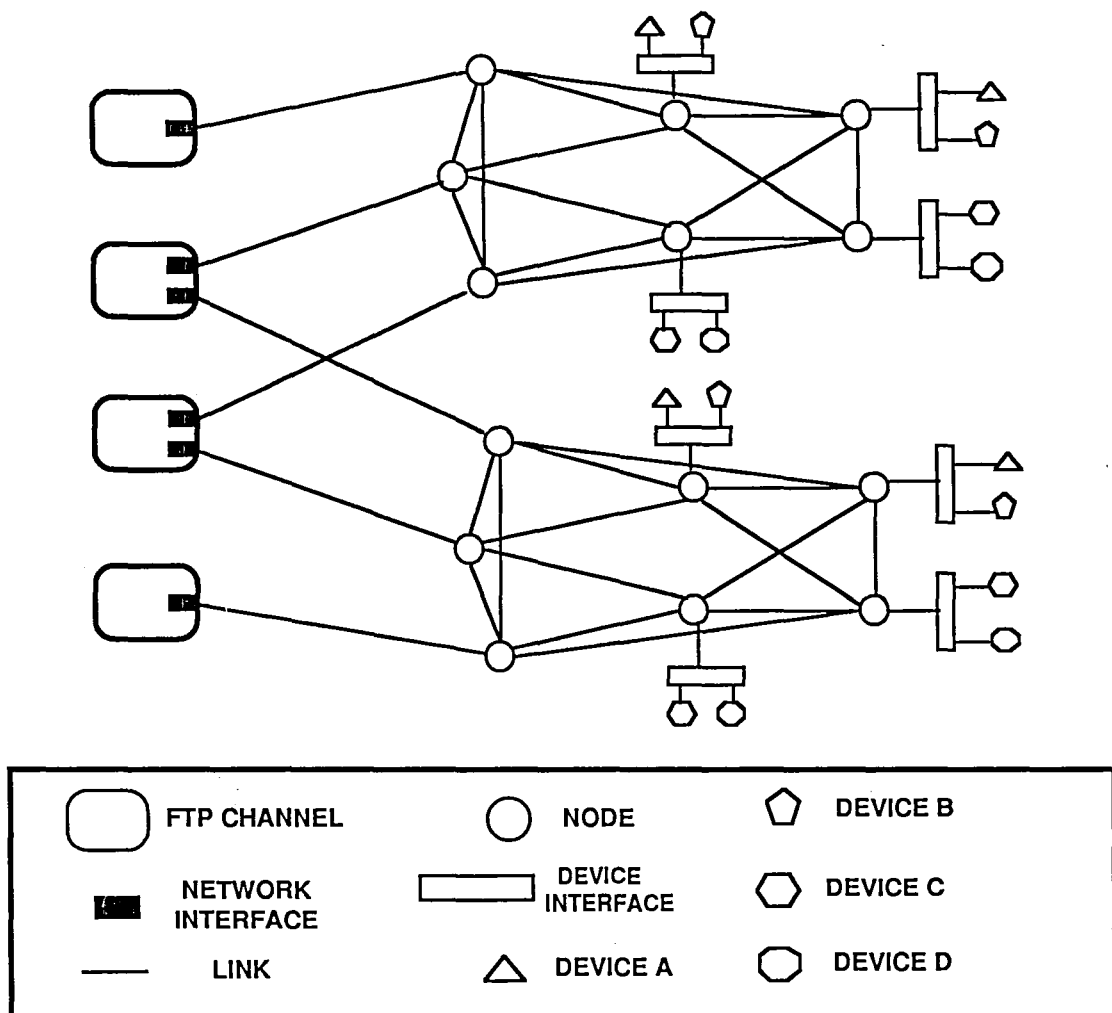 FTP CHANNEL
NODE
DEVICE B
NETWORK
INTERFACE
DEVICE
INTERFACE
DEVICE C
LINK
DEVICE A
DEVICE D